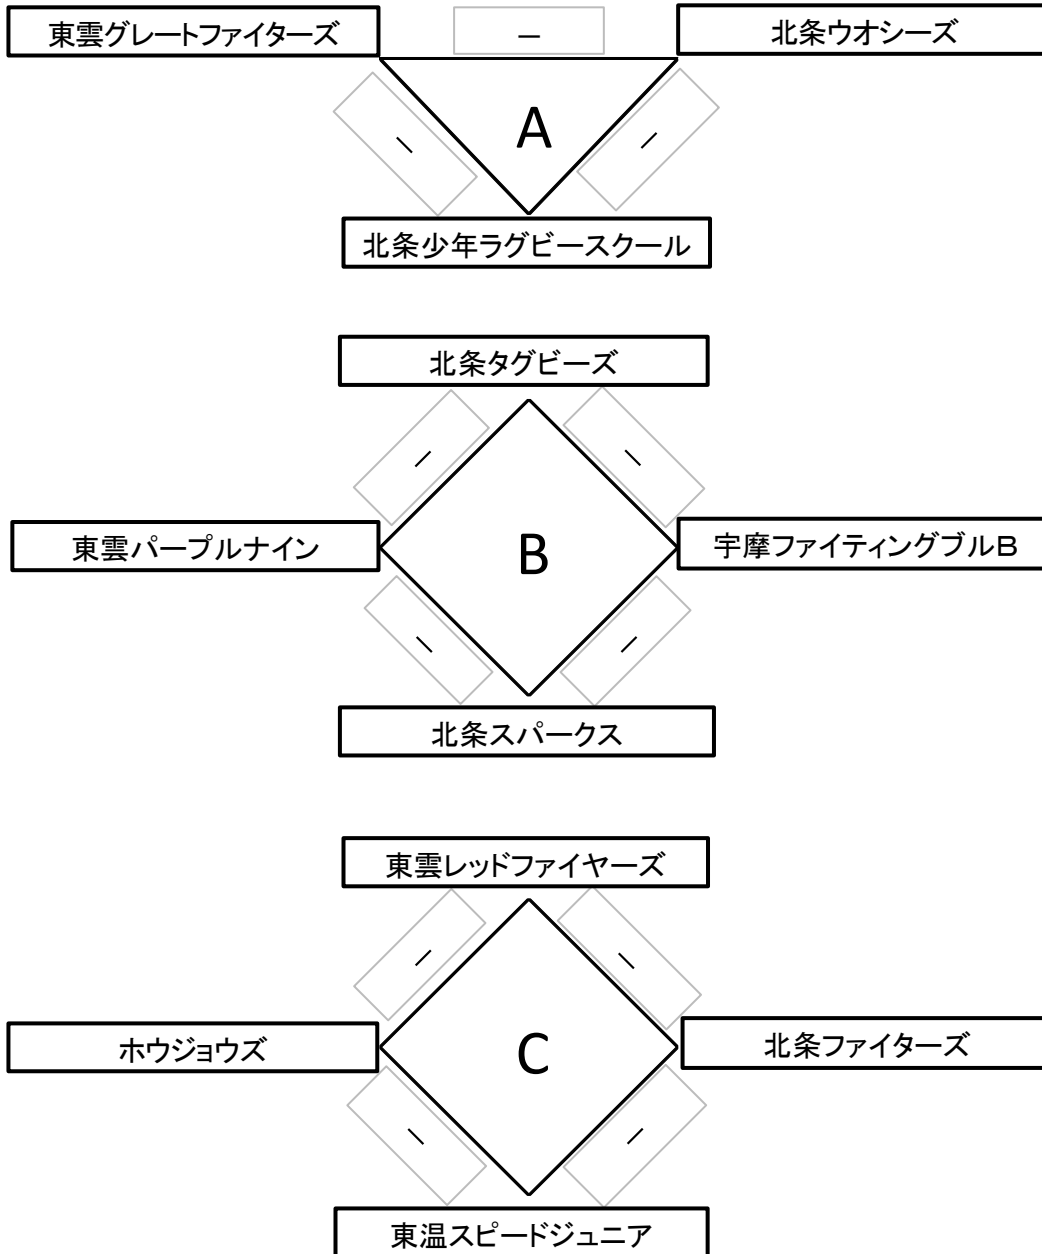 東雲グレートファイターズ
－
北条ウオシーズ
A
－
－
北条少年ラグビースクール
北条タグビーズ
－
－
東雲パープルナイン
B
宇摩ファイティングブルB
－
－
北条スパークス
東雲レッドファイヤーズ
－
－
ホウジョウズ
C
北条ファイターズ
－
－
東温スピードジュニア